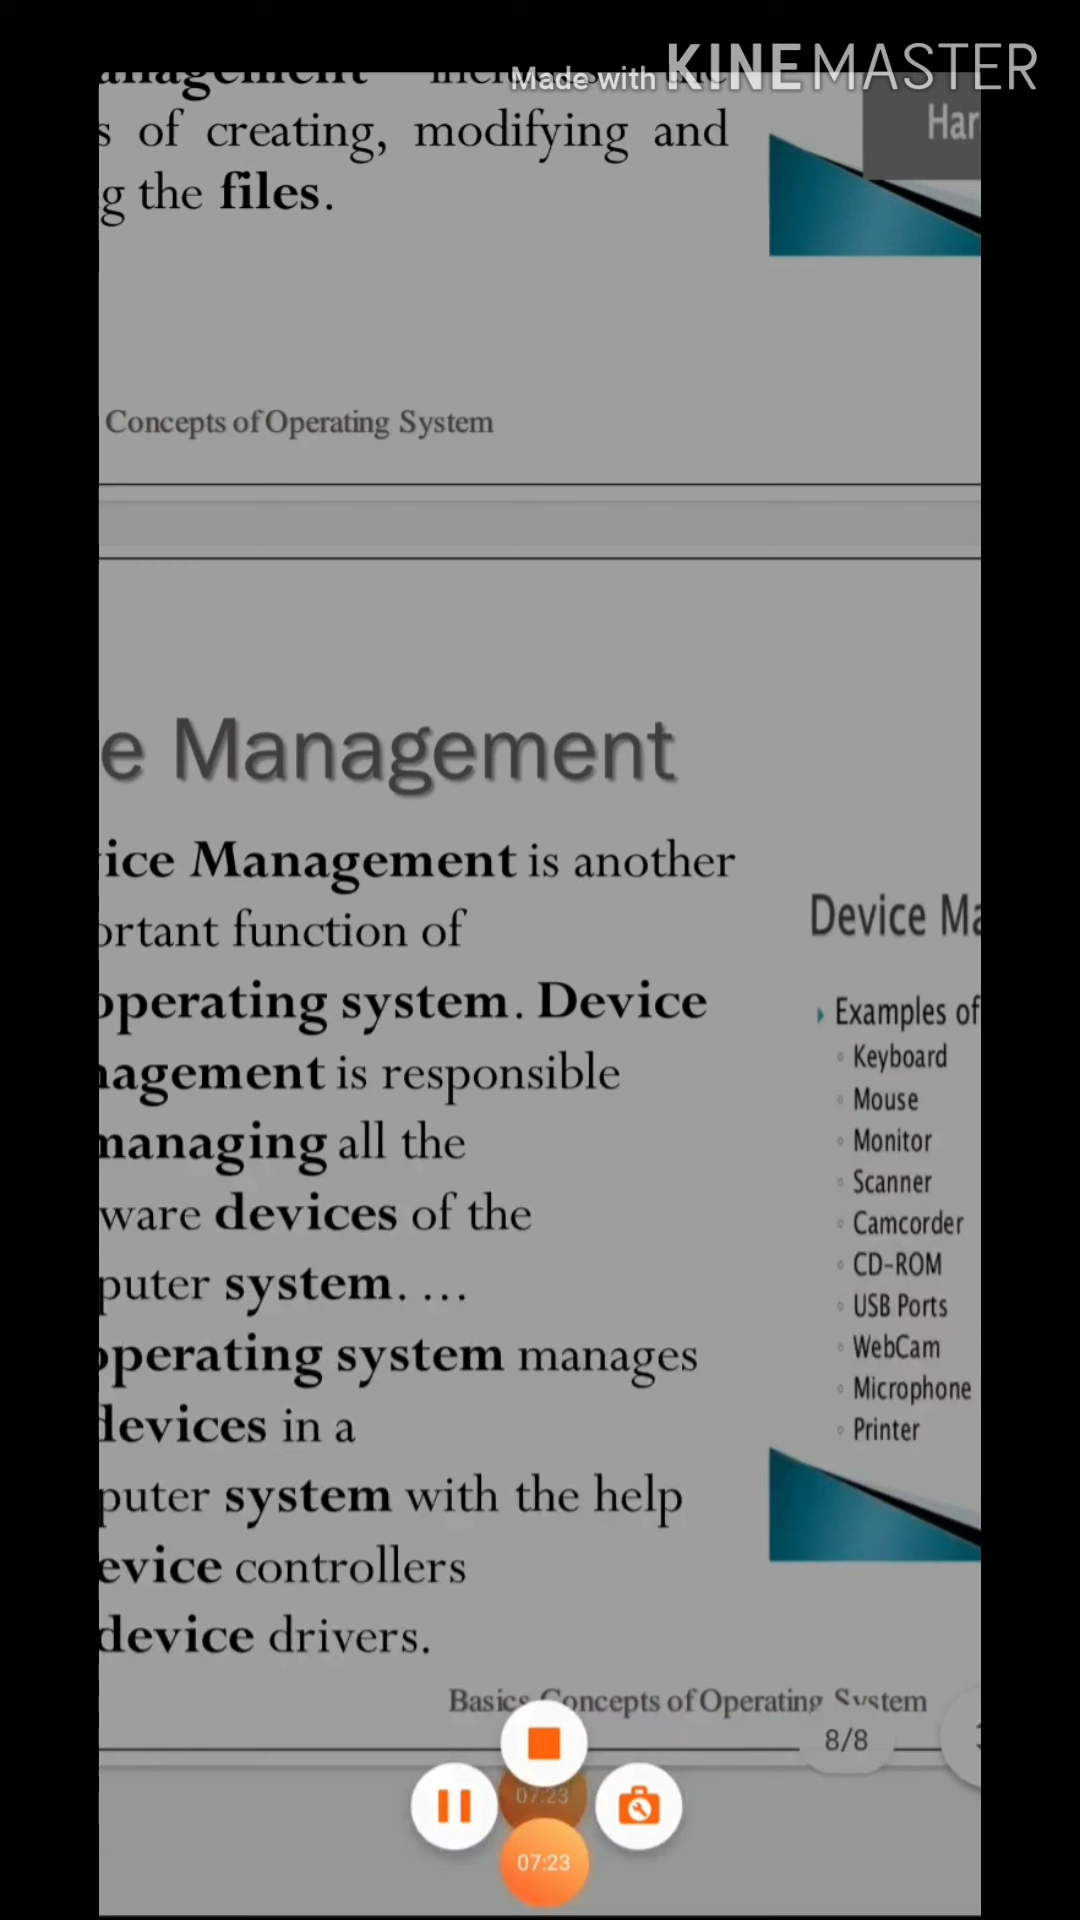 Made with KINEMASTER
s of creating, modifying and
g the files.
Har
Concepts of Operating System
e Management
ice Management is another
ortant function of
operating system. Device
nagement is responsible
managing all the
ware devices of the
puter system. ...
operating system manages
devices in a
puter system with the help
evice controllers
device drivers.
Device Ma
Examples of
Keyboard
Mouse
Monitor
Scanner
Camcorder
CD-ROM
USB Ports
WebCam
Microphone
Printer
Basics Concepts of Operating System
8/8
07:23
07:23